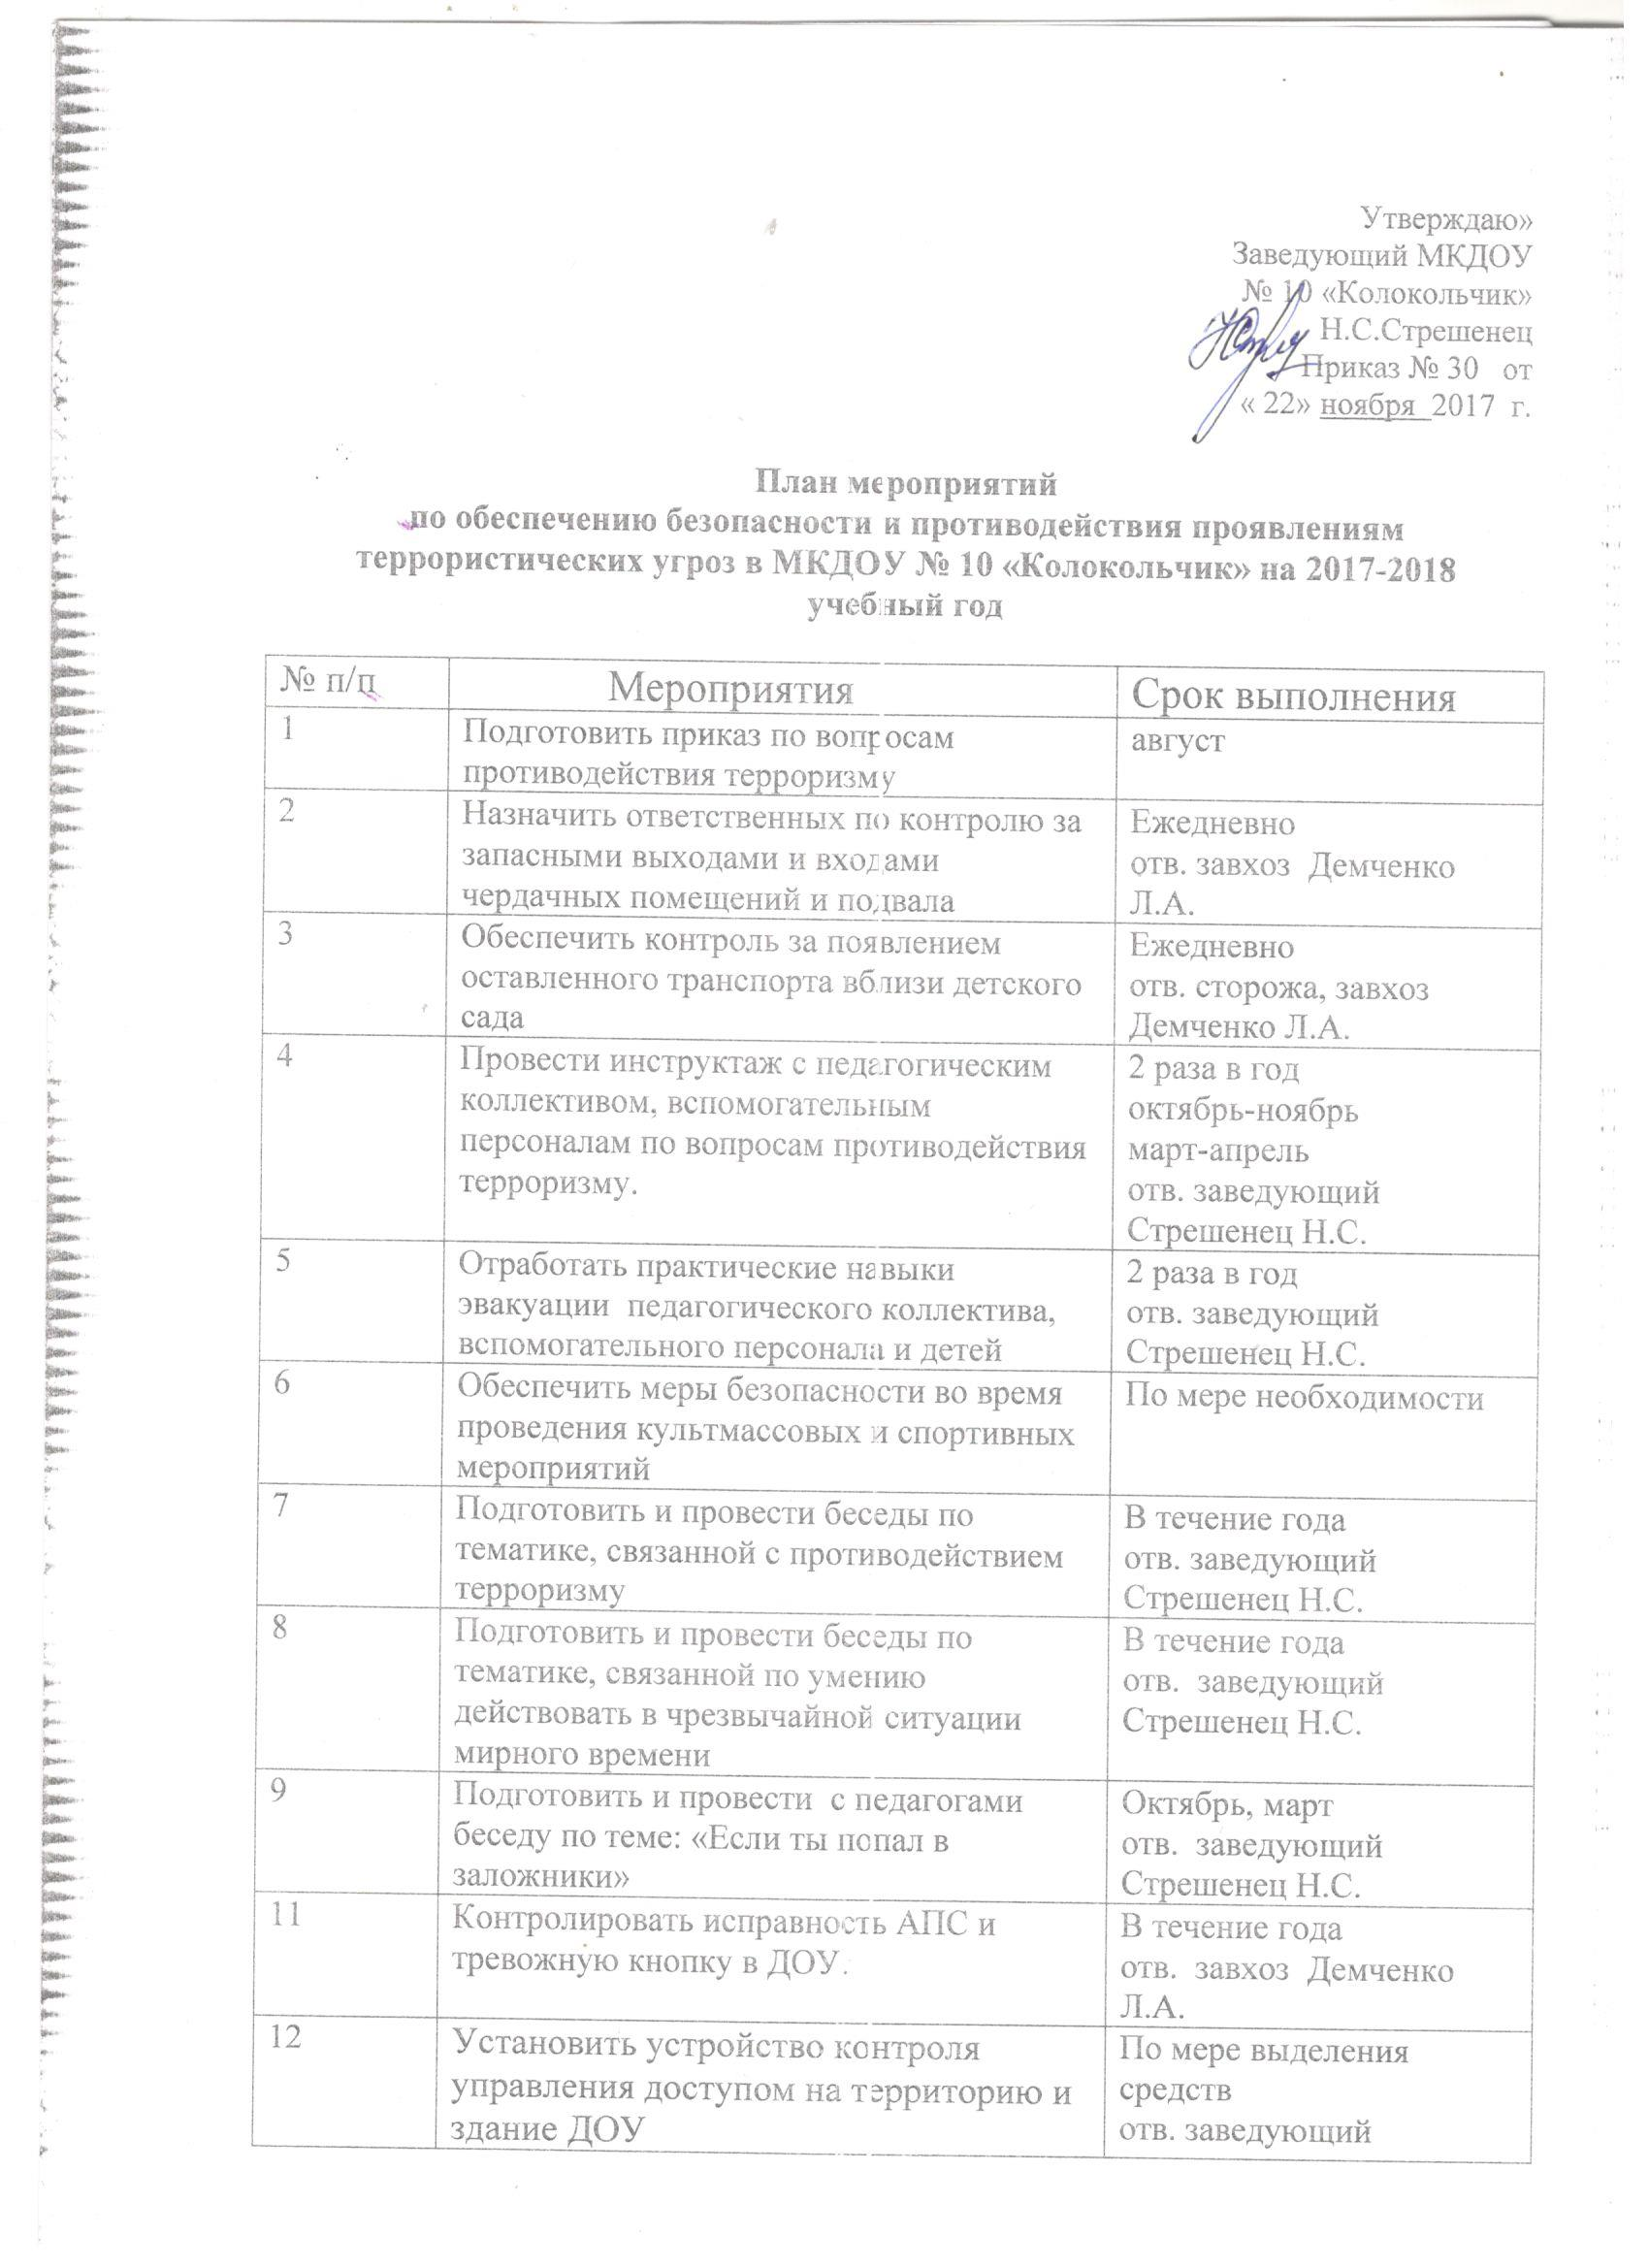 Утверждаю»
Заведующий МКДОУ
№ 10 «Колокольчик»
Н.С.Стрешенец
Приказ № 30 от
« 22» ноября 2017 г.
План мероприятий
по обеспечению безопасности и противодействия проявлениям
террористических угроз в МКДОУ № 10 «Колокольчик» на 2017-2018
учебный год
№ п/п Мероприятия Срок выполнения
1 Подготовить приказ по вопросам август
противодействия терроризму
2 Назначить ответственных по контролю за Ежедневно
запасными выходами и входами отв. завхоз Демченко
чердачных помещений и подвала Л.А.
3 Обеспечить контроль за появлением Ежедневно
оставленного транспорта вблизи детского отв. сторожа, завхоз
сада Демченко Л.А.
4 Провести инструктаж с педагогическим 2 раза в год
коллективом, вспомогательным октябрь-ноябрь
персоналам по вопросам противодействия март-апрель
терроризму. отв. заведующий
Стрешенец Н.С.
5 Отработать практические навыки 2 раза в год
эвакуации педагогического коллектива, отв. заведующий
вспомогательного персонала и детей Стрешенец Н.С.
6 Обеспечить меры безопасности во время По мере необходимости
проведения культмассовых и спортивных
мероприятий
7 Подготовить и провести беседы по В течение года
тематике, связанной с противодействием отв. заведующий
терроризму Стрешенец Н.С.
8 Подготовить и провести беседы по В течение года
тематике, связанной по умению отв. заведующий
действовать в чрезвычайной ситуации Стрешенец Н.С.
мирного времени
9 Подготовить и провести с педагогами Октябрь, март
беседу по теме: «Если ты попал в отв. заведующий
заложники» Стрешенец Н.С.
11 Контролировать исправность АПС и В течение года
тревожную кнопку в ДОУ. отв. завхоз Демченко
Л.А.
12 Установить устройство контроля По мере выделения
управления доступом на территорию и средств
здание ДОУ отв. заведующий